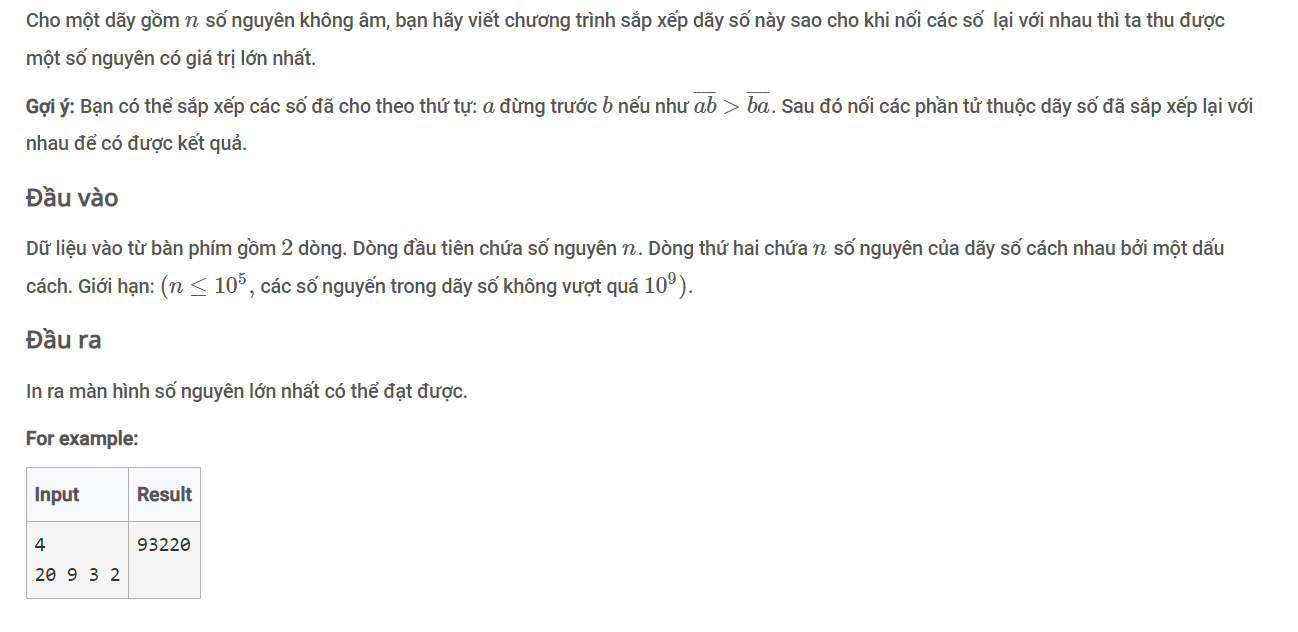 Cho một dãy gồm n số nguyên không âm, bạn hãy viết chương trình sắp xếp dãy số này sao cho khi nối các số lại với nhau thì ta thu được
một số nguyên có giá trị lớn nhất.
Gợi ý: Bạn có thể sắp xếp các số đã cho theo thứ tự: a đừng trước b nếu như \overline{ab} > \overline{ba}. Sau đó nối các phần tử thuộc dãy số đã sắp xếp lại với
nhau để có được kết quả.
Đầu vào
Dữ liệu vào từ bàn phím gồm 2 dòng. Dòng đầu tiên chứa số nguyên n. Dòng thứ hai chứa n số nguyên của dãy số cách nhau bởi một dấu
cách. Giới hạn: (n ≤ 10^5, các số nguyến trong dãy số không vượt quá 10^9).
Đầu ra
In ra màn hình số nguyên lớn nhất có thể đạt được.
For example:
Input Result
4 93220
20 9 3 2